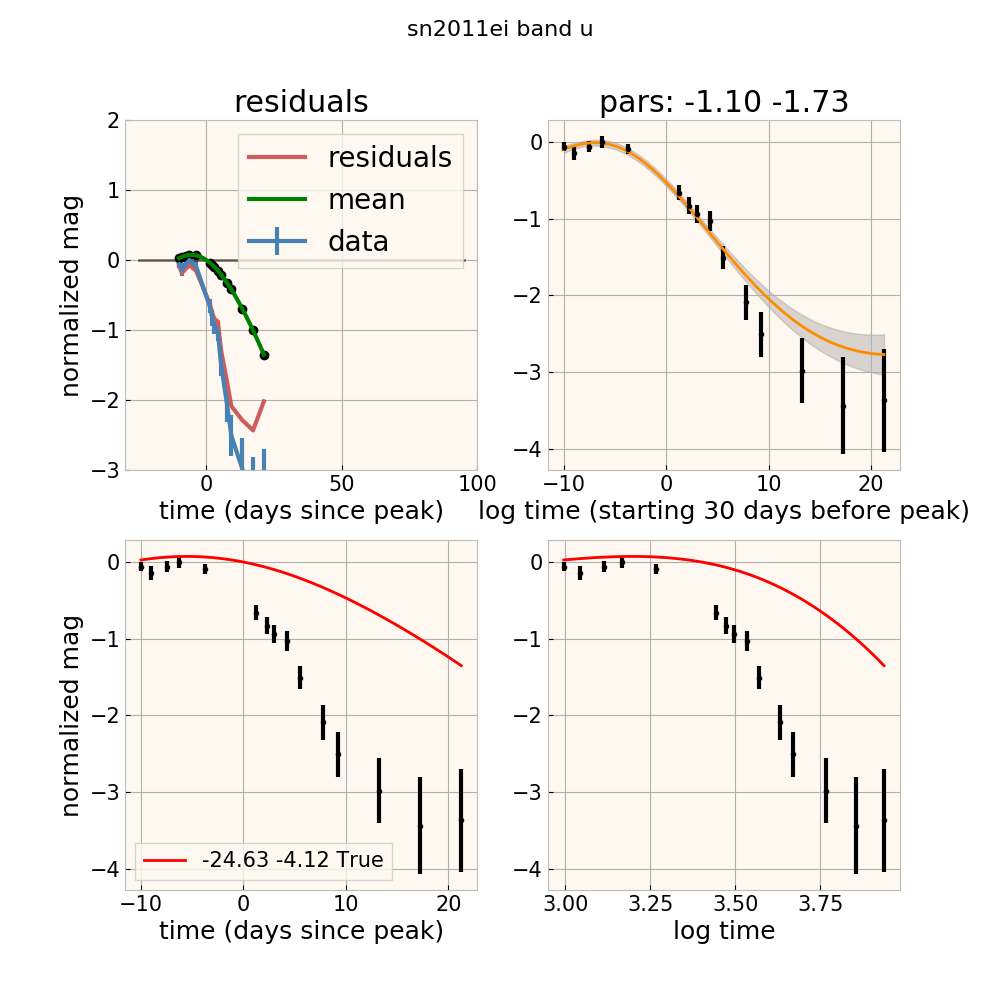 sn2011ei band u
residuals
pars: -1.10 -1.73
2
1
0
−1
−2
−3
normalized mag
residuals
mean
data
0
50
100
time (days since peak)
0
−1
−2
−3
−4
−10
0
10
20
log time (starting 30 days before peak)
0
−1
−2
−3
−4
normalized mag
-24.63 -4.12 True
−10
0
10
20
time (days since peak)
0
−1
−2
−3
−4
3.00
3.25
3.50
3.75
log time